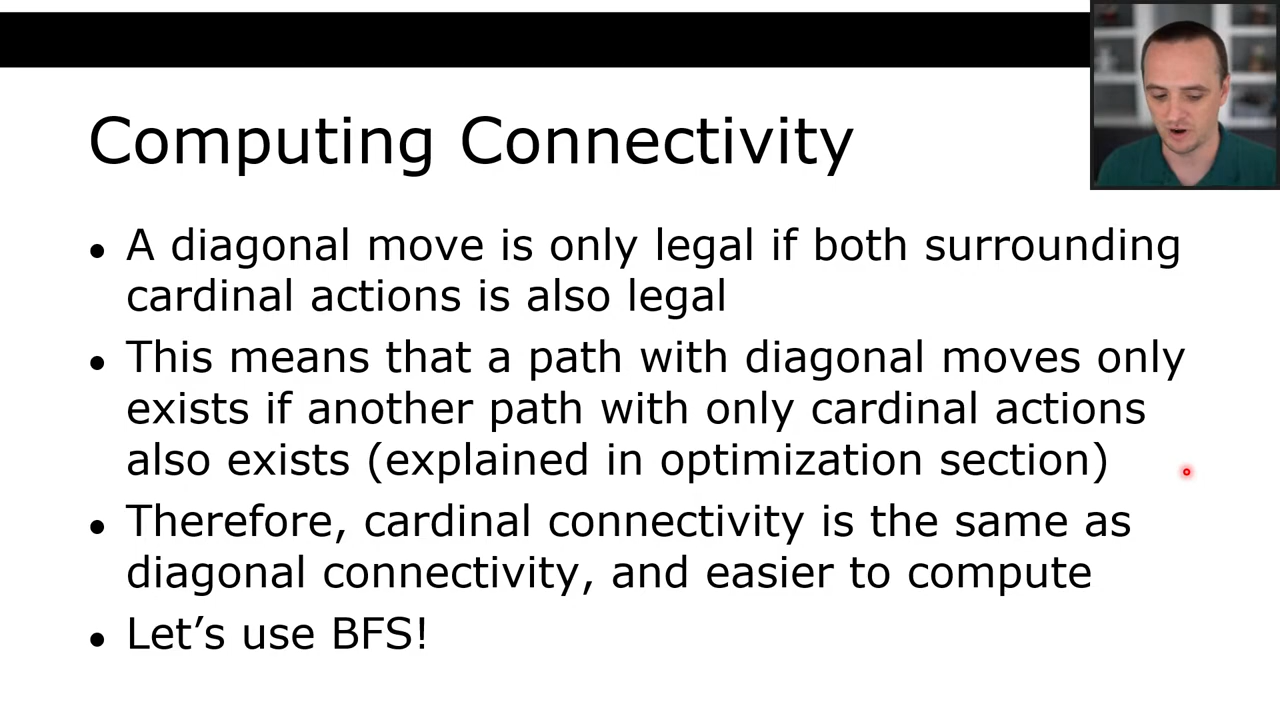 Computing Connectivity
• A diagonal move is only legal if both surrounding
cardinal actions is also legal
• This means that a path with diagonal moves only
exists if another path with only cardinal actions
also exists (explained in optimization section)
• Therefore, cardinal connectivity is the same as
diagonal connectivity, and easier to compute
• Let’s use BFS!